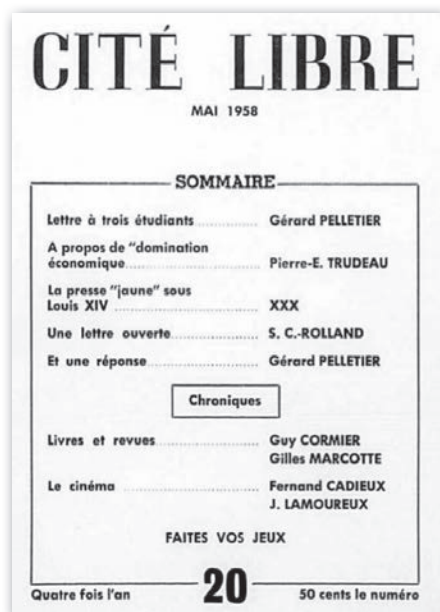 CITÉ LIBRE
MAI 1958
SOMMAIRE
Lettre à trois étudiants.................. Gérard PELLETIER
A propos de "domination
économique............................ Pierre-E. TRUDEAU
La presse "jaune" sous
Louis XIV ............................... XXX
Une lettre ouverte..................... S. C.-ROLLAND
Et une réponse.......................... Gérard PELLETIER
Chroniques
Livres et revues........................ Guy CORMIER
Gilles MARCOTTE
Le cinéma .............................. Fernand CADIEUX
J. LAMOUREUX
FAITES VOS JEUX
Quatre fois l'an 20 50 cents le numéro